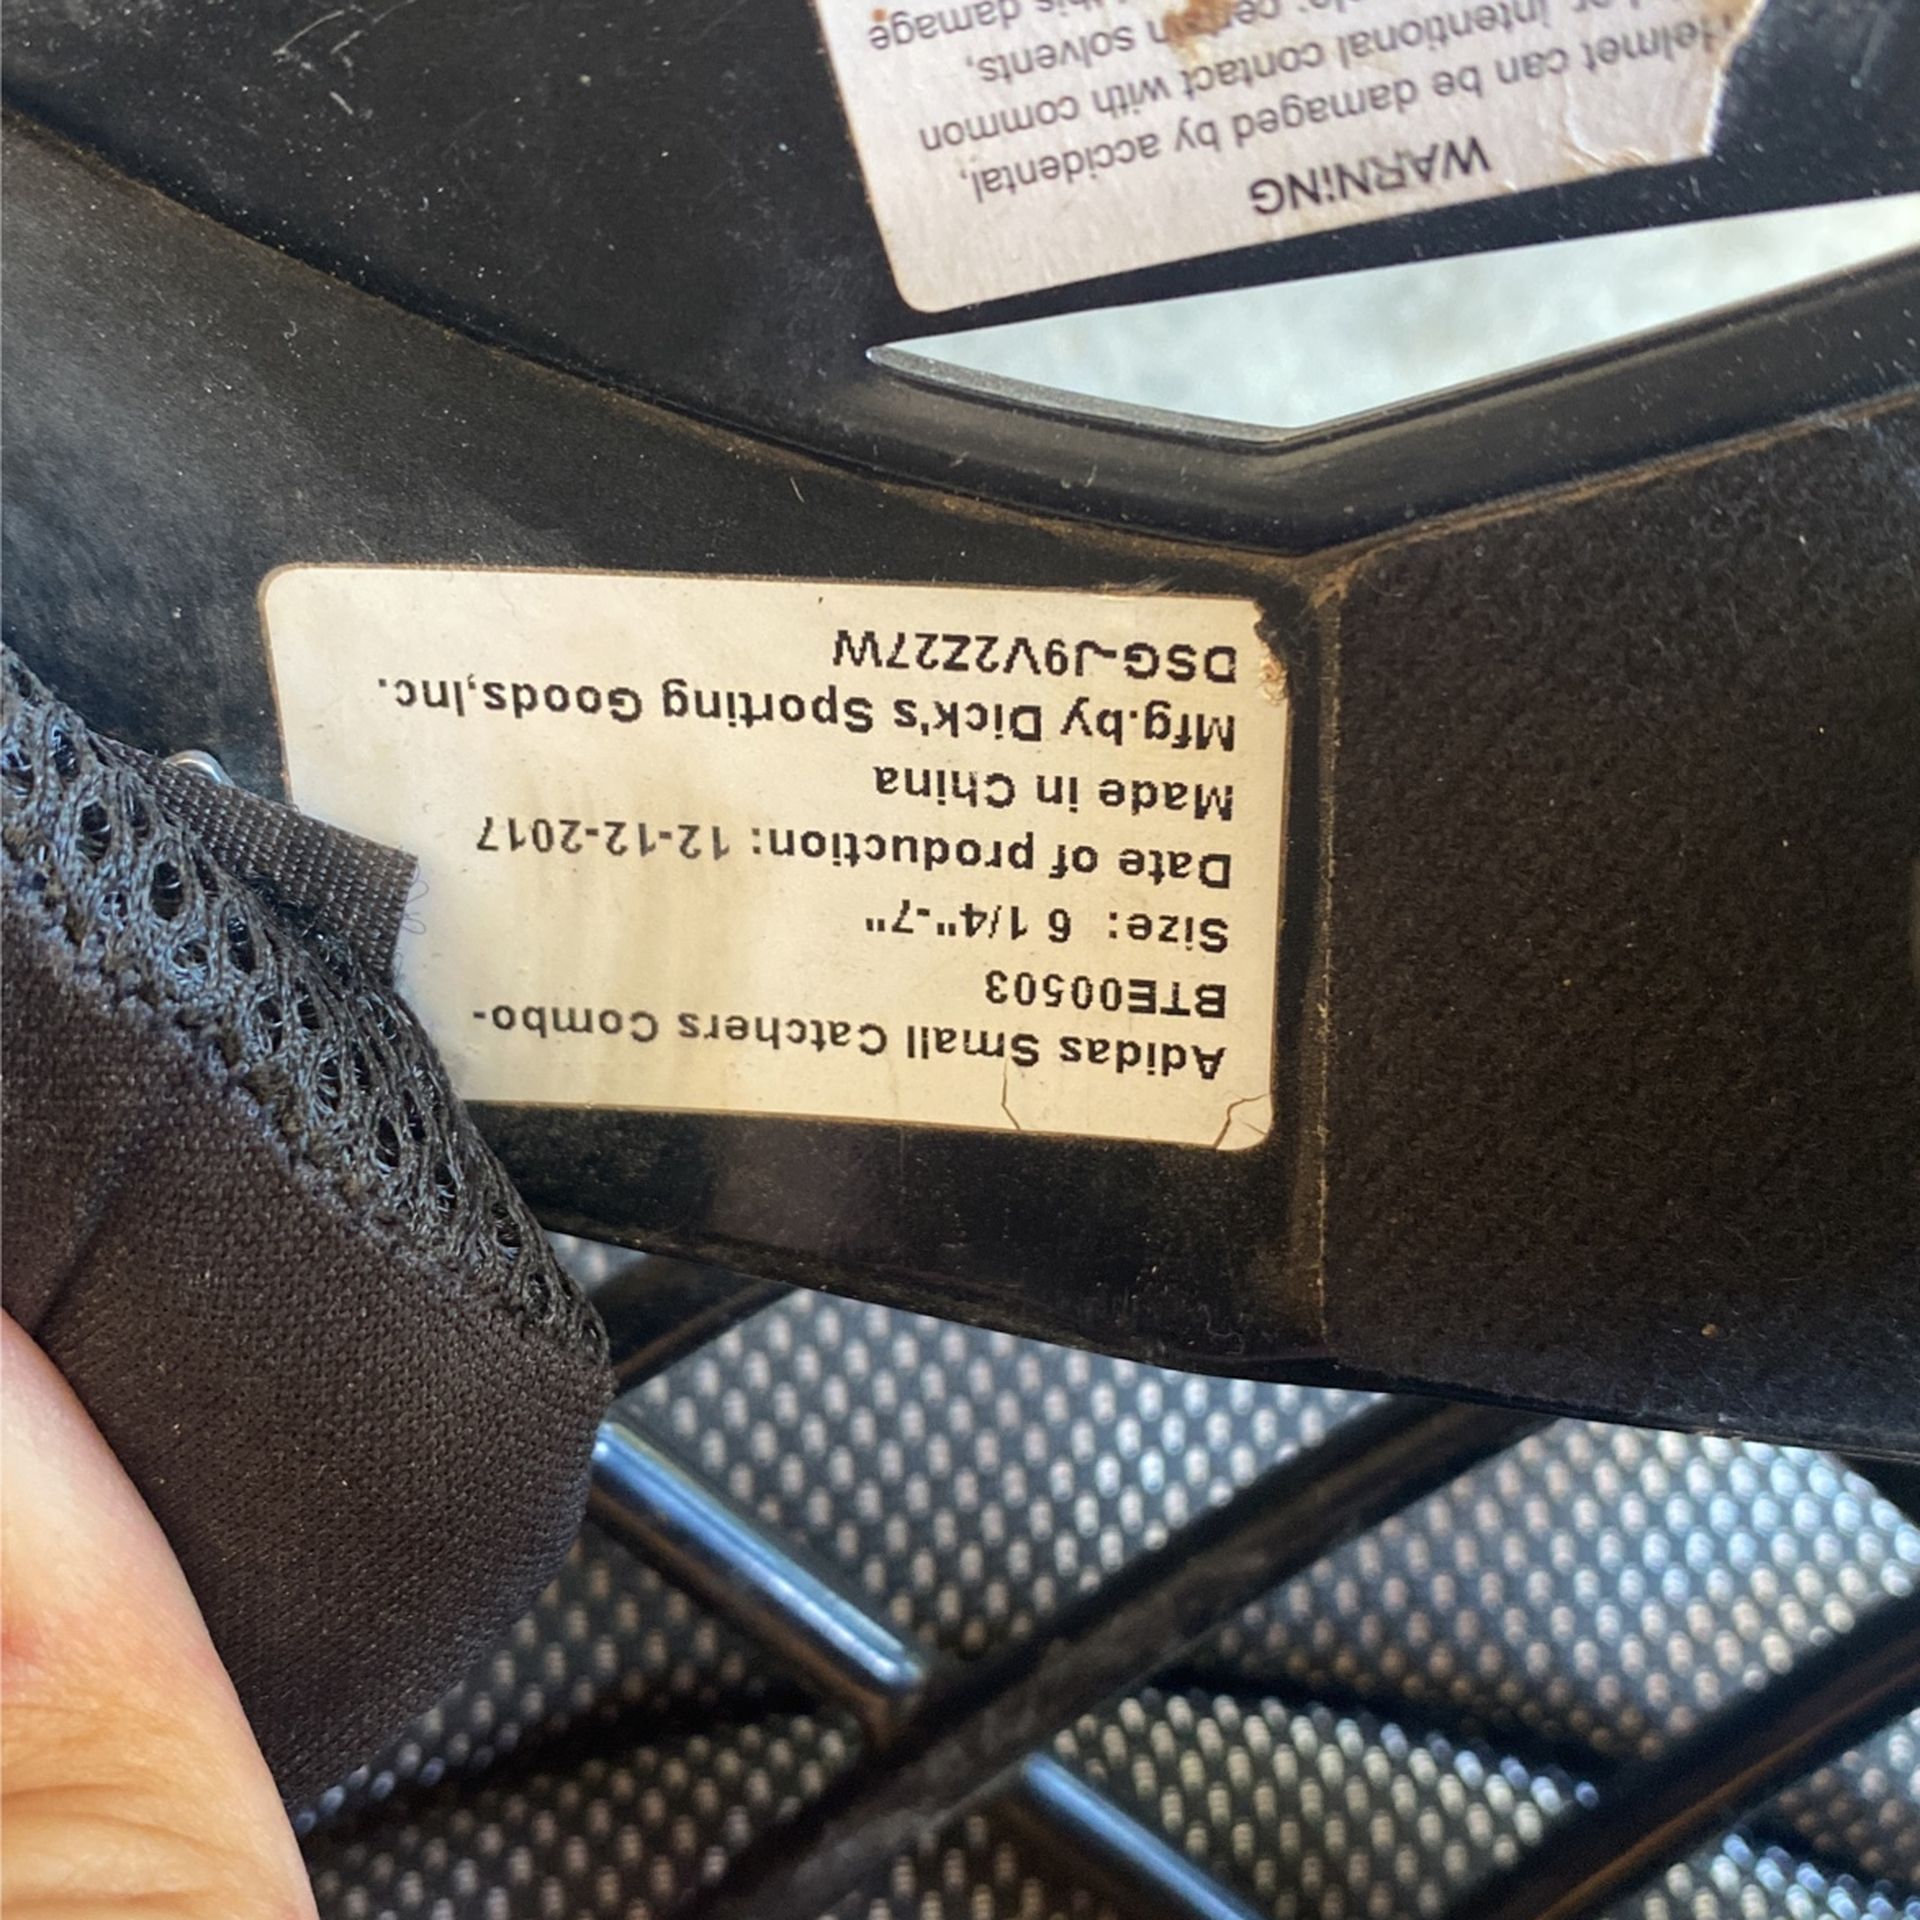 Adidas Small Catchers Combo-
BTE00503
Size: 6 1/4"-7"
Date of production: 12-12-2017
Made in China
Mfg.by Dick's Sporting Goods,Inc.
DSG-J9V2Z27W
WARNiNG
Helmet can be damaged by accidental,
or intentional contact with common
solvents,
this damage